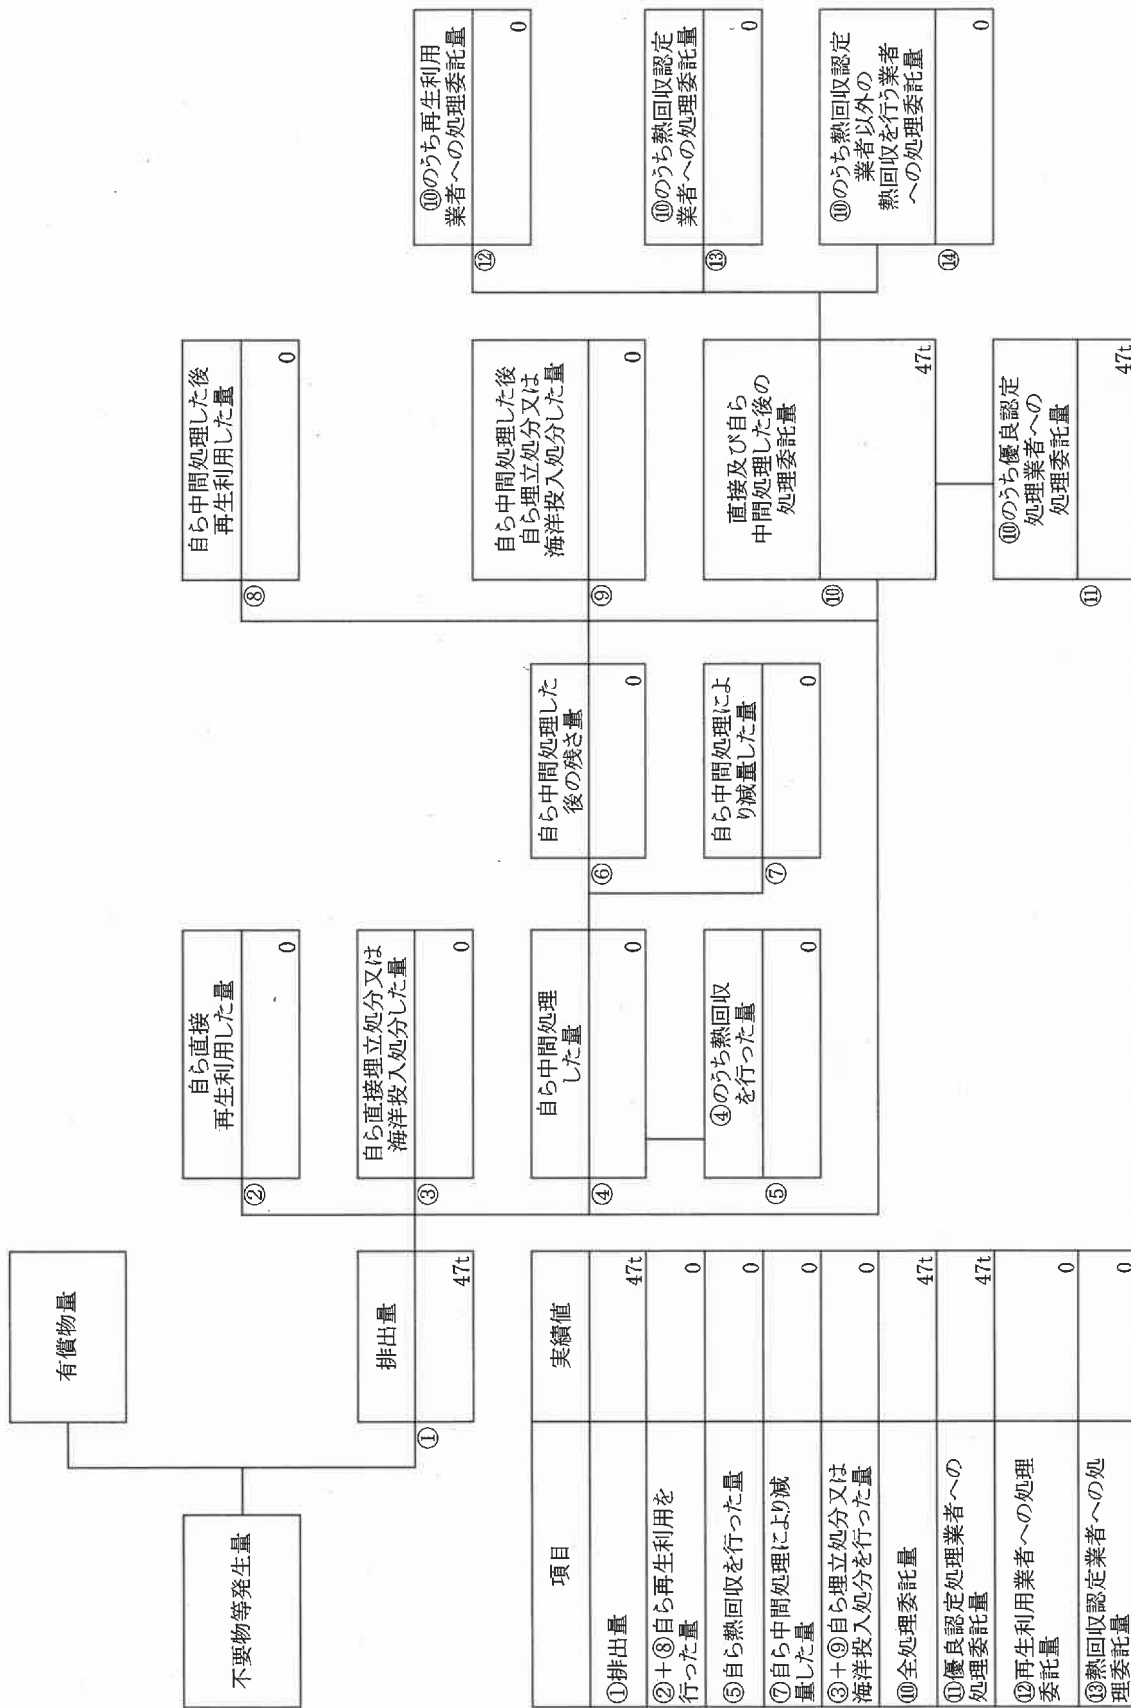 不要物等発生量
有償物量
①
排出量
47t
②
自ら直接
再生利用した量
0
③
自ら直接埋立処分又は
海洋投入処分した量
0
④
自ら中間処理
した量
0
⑤
④のうち熱回収
を行った量
0
⑥
自ら中間処理した
後の残さ量
0
⑦
自ら中間処理によ
り減量した量
0
⑧
自ら中間処理した後
再生利用した量
0
⑨
自ら中間処理した後
自ら埋立処分又は
海洋投入処分した量
0
⑩
直接及び自ら
中間処理した後の
処理委託量
47t
⑪
⑩のうち優良認定
処理業者への
処理委託量
47t
⑫
⑩のうち再生利用
業者への処理委託量
0
⑬
⑩のうち熱回収認定
業者への処理委託量
0
⑭
⑩のうち熱回収認定
業者以外の
熱回収を行う業者
への処理委託量
0
項目 実績値
①排出量 47t
②+⑧自ら再生利用を
行った量 0
⑤自ら熱回収を行った量 0
⑦自ら中間処理により減
量した量 0
③+⑨自ら埋立処分又は
海洋投入処分を行った量 0
⑩全処理委託量 47t
⑪優良認定処理業者への
処理委託量 47t
⑫再生利用業者への処理
委託量 0
⑬熱回収認定業者への処
理委託量 0